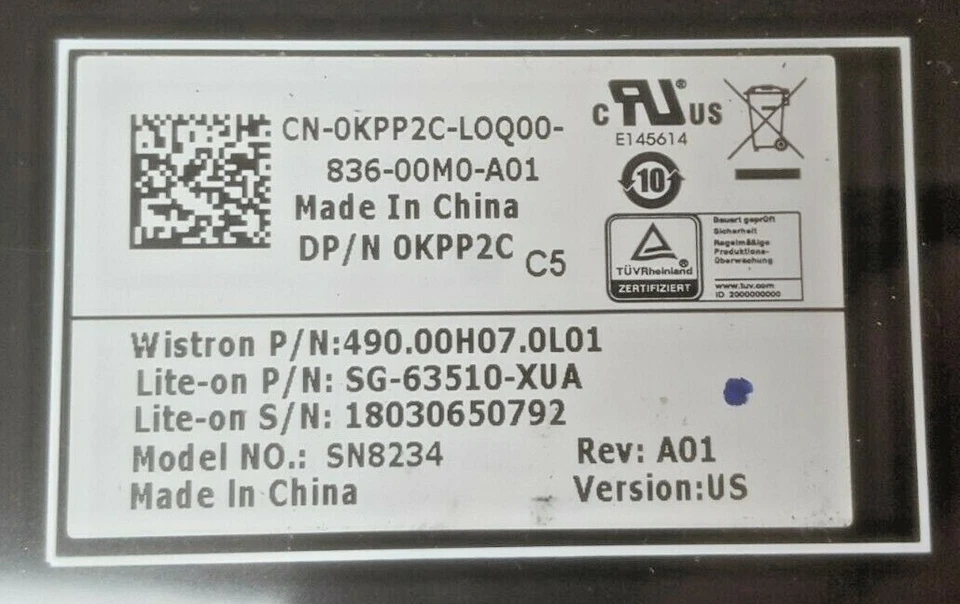 CN-0KPP2C-LOQ00-
836-00M0-A01
Made In China
DP/N 0KPP2C C5
c RU® US
E145614
10
TÜVRheinland®
ZERTIFIZIERT
Bauart geprüft
Sicherheit
Regelmäßige
Produktions-
überwachung
www.tuv.com
ID 2000000000
Wistron P/N:490.00H07.0L01
Lite-on P/N: SG-63510-XUA
Lite-on S/N: 18030650792
Model NO.: SN8234 Rev: A01
Made In China Version:US